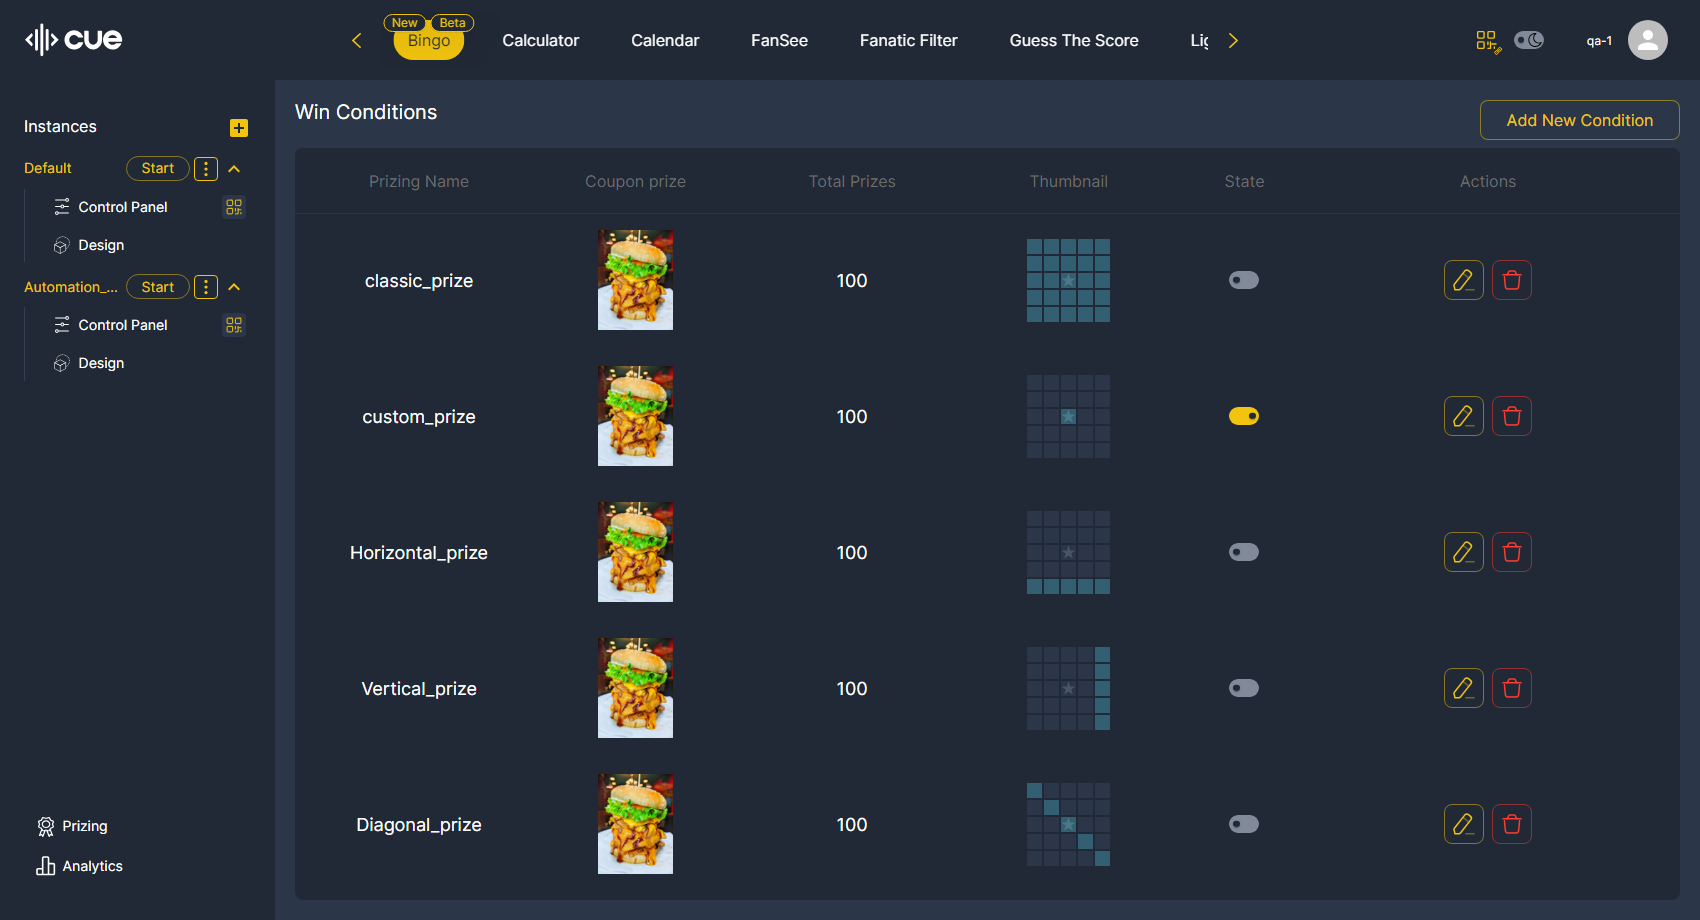 cue
New Beta
Bingo Calculator Calendar FanSee Fanatic Filter Guess The Score
qa-1
Instances
Default Start
Control Panel
Design
Automation_... Start
Control Panel
Design
Prizing
Analytics
Win Conditions
Add New Condition
Prizing Name Coupon prize Total Prizes Thumbnail State Actions
classic_prize 100
custom_prize 100
Horizontal_prize 100
Vertical_prize 100
Diagonal_prize 100